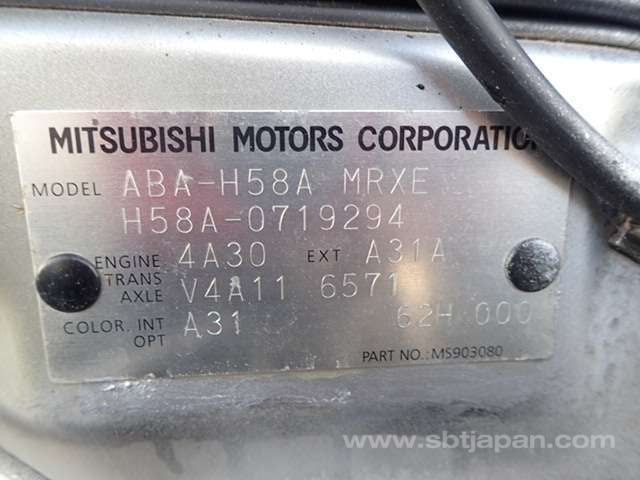 MITSUBISHI MOTORS CORPORATION
MODEL ABA-H58A MRXE
H58A-0719294
ENGINE 4A30 EXT A31A
TRANS AXLE V4A11 6571
COLOR. INT OPT A31 62H 000
PART NO.: MS903080
www.sbtjapan.com